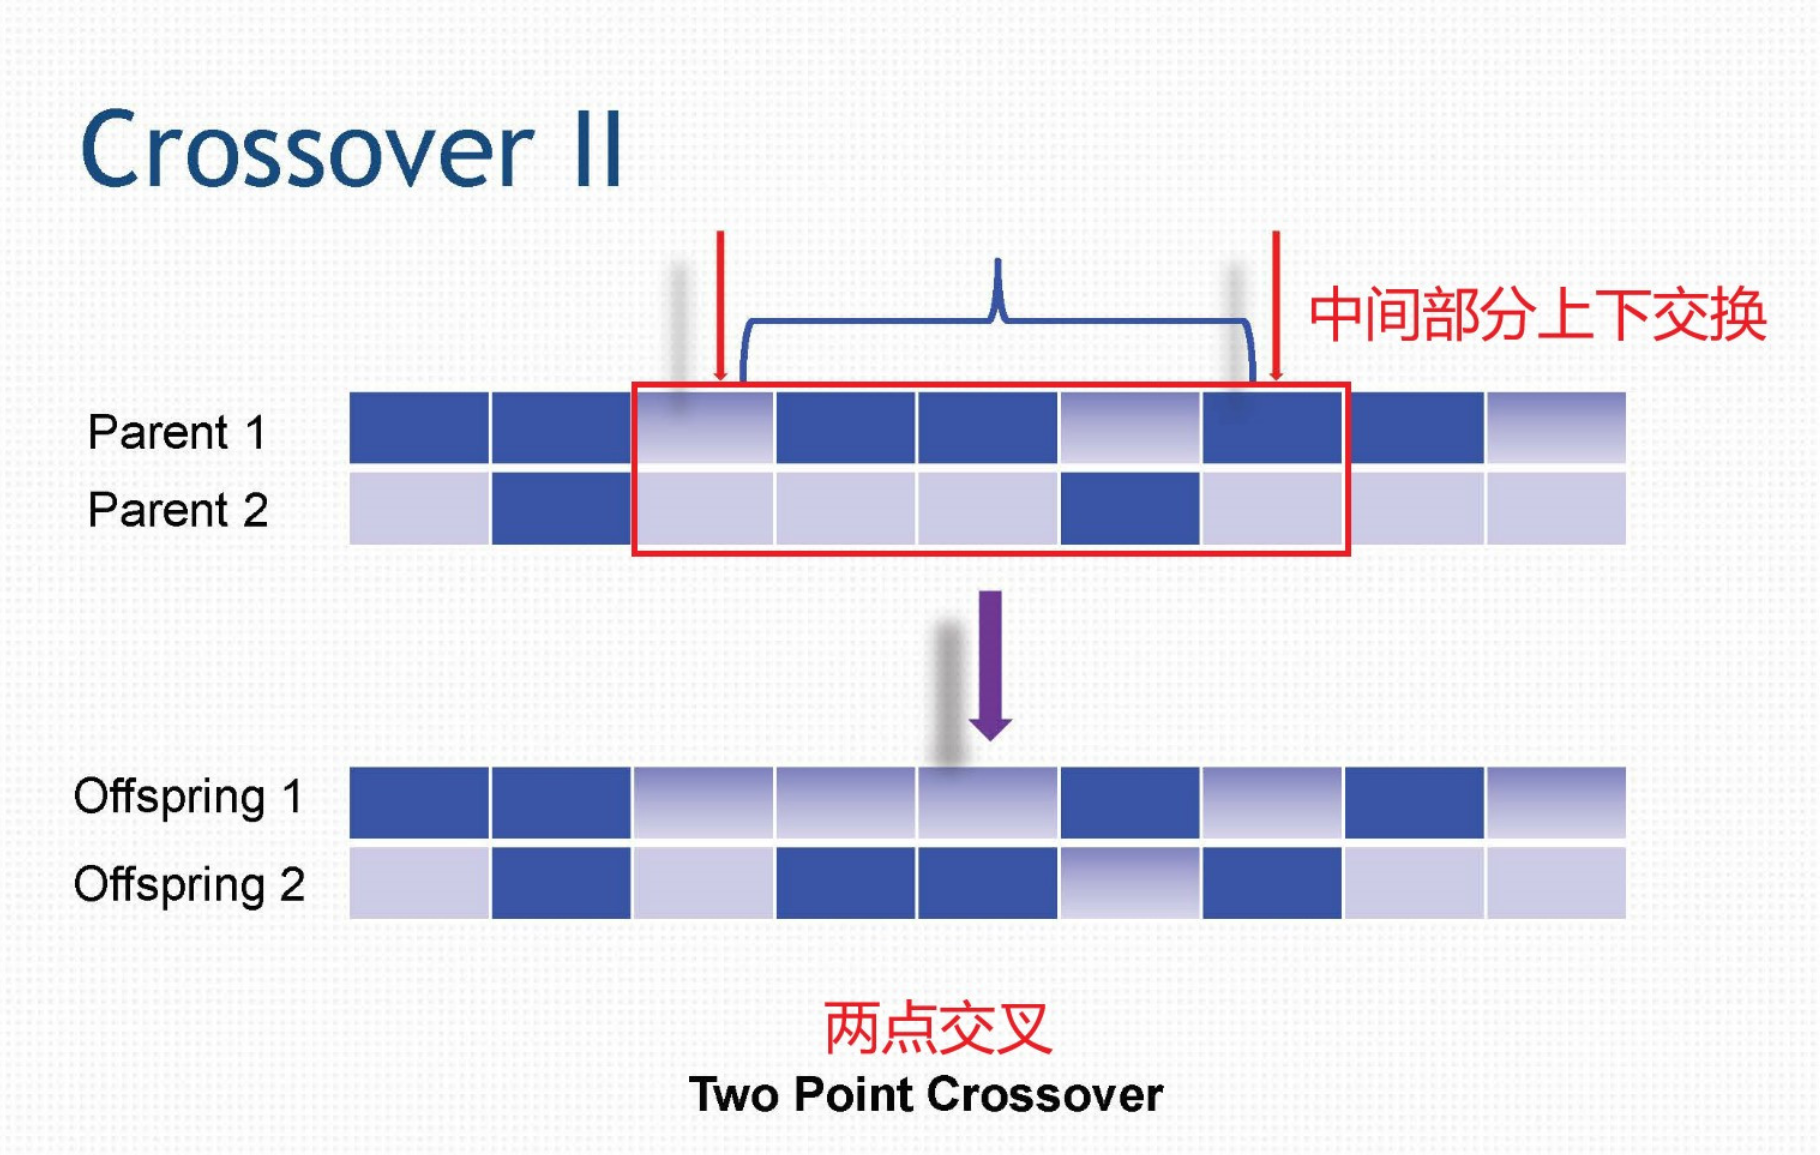 Crossover II
中间部分上下交换
Parent 1
Parent 2
Offspring 1
Offspring 2
两点交叉
Two Point Crossover